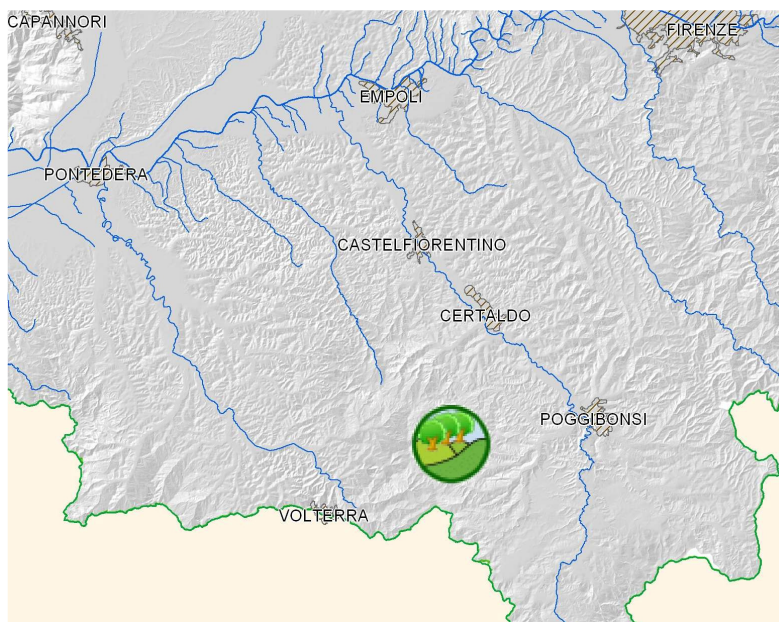 CAPANNORI
FIRENZE
EMPOLI
PONTEDERA
CASTELFIORENTINO
CERTALDO
POGGIBONSI
VOLTERRA